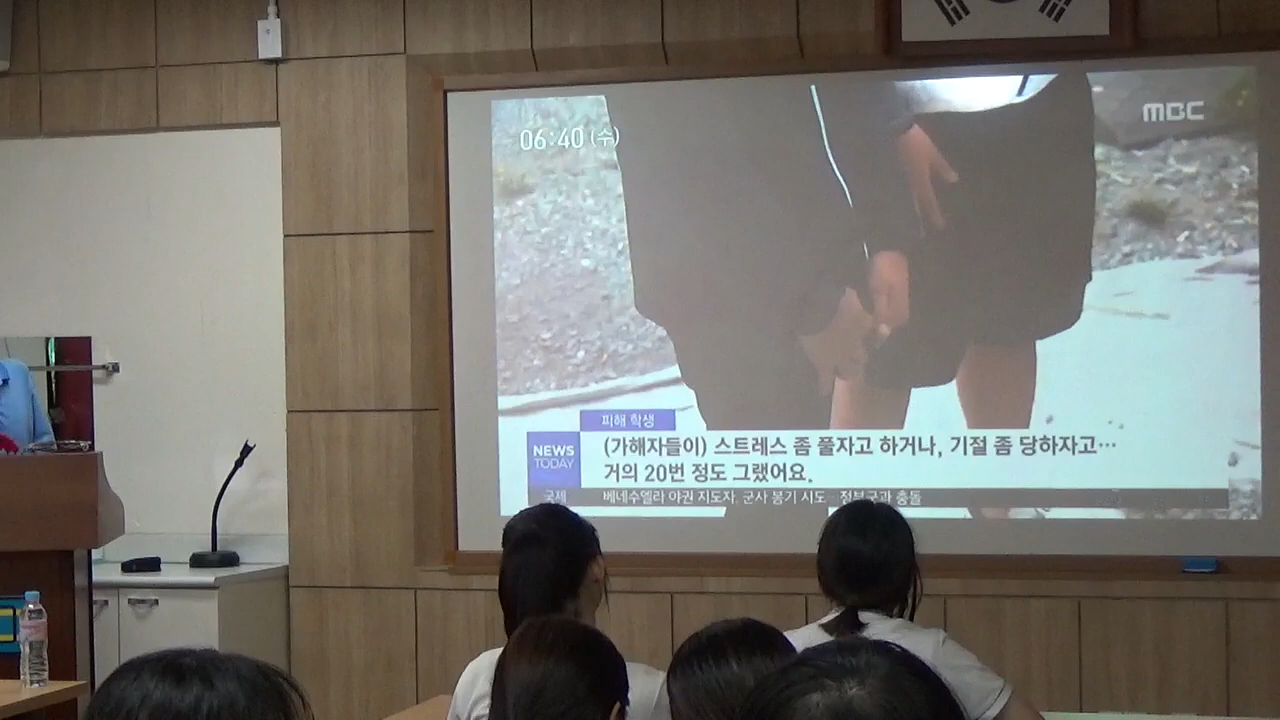 06:40 (수)
MBC
피해 학생
NEWS
TODAY
(가해자들이) 스트레스 좀 풀자고 하거나, 기절 좀 당하자고…
거의 20번 정도 그랬어요.
국제
베네수엘라 야권 지도자, 군사 봉기 시도…정부군과 충돌